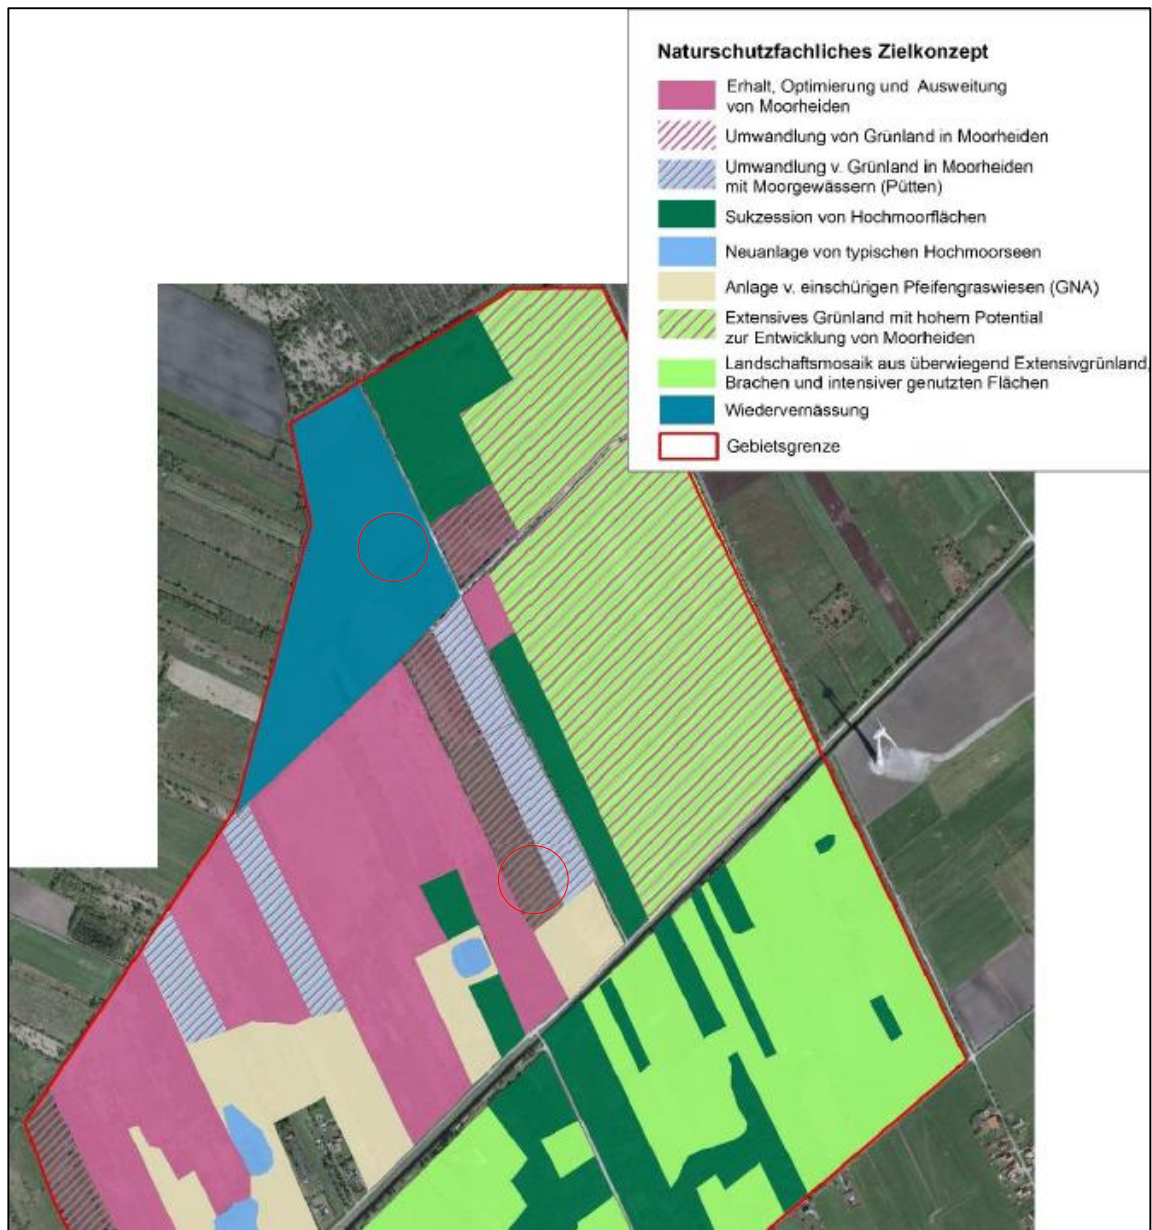 Naturschutzfachliches Zielkonzept
Erhalt, Optimierung und Ausweitung
von Moorheiden
Umwandlung von Grünland in Moorheiden
Umwandlung v. Grünland in Moorheiden
mit Moorgewässern (Pütten)
Sukzession von Hochmoorflächen
Neuanlage von typischen Hochmoorseen
Anlage v. einschürigen Pfeifengraswiesen (GNA)
Extensives Grünland mit hohem Potential
zur Entwicklung von Moorheiden
Landschaftsmosaik aus überwiegend Extensivgrünland,
Brachen und intensiver genutzten Flächen
Wiedervernässung
Gebietsgrenze